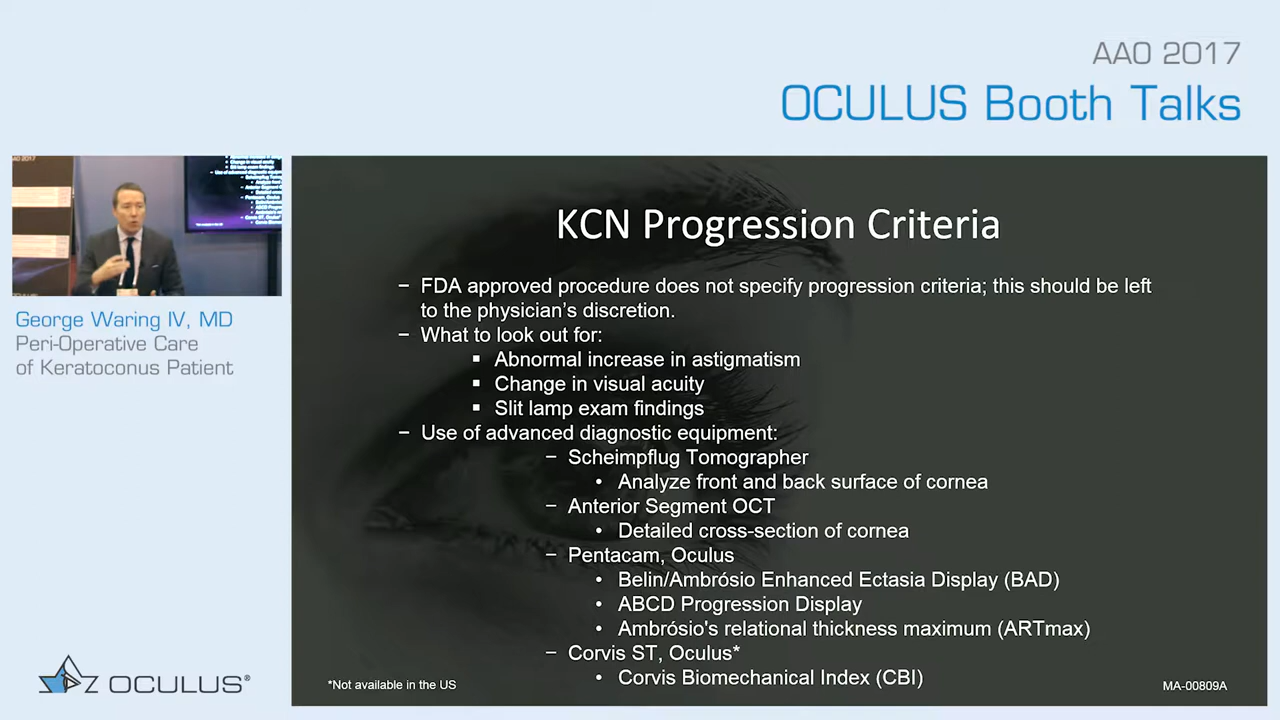 AAO 2017
OCULUS Booth Talks
George Waring IV, MD
Peri-Operative Care
of Keratoconus Patient
KCN Progression Criteria
− FDA approved procedure does not specify progression criteria; this should be left
to the physician's discretion.
− What to look out for:
▪ Abnormal increase in astigmatism
▪ Change in visual acuity
▪ Slit lamp exam findings
− Use of advanced diagnostic equipment:
− Scheimpflug Tomographer
• Analyze front and back surface of cornea
− Anterior Segment OCT
• Detailed cross-section of cornea
− Pentacam, Oculus
• Belin/Ambrósio Enhanced Ectasia Display (BAD)
• ABCD Progression Display
• Ambrósio's relational thickness maximum (ARTmax)
− Corvis ST, Oculus*
• Corvis Biomechanical Index (CBI)
*Not available in the US
MA-00809A
OCULUS®